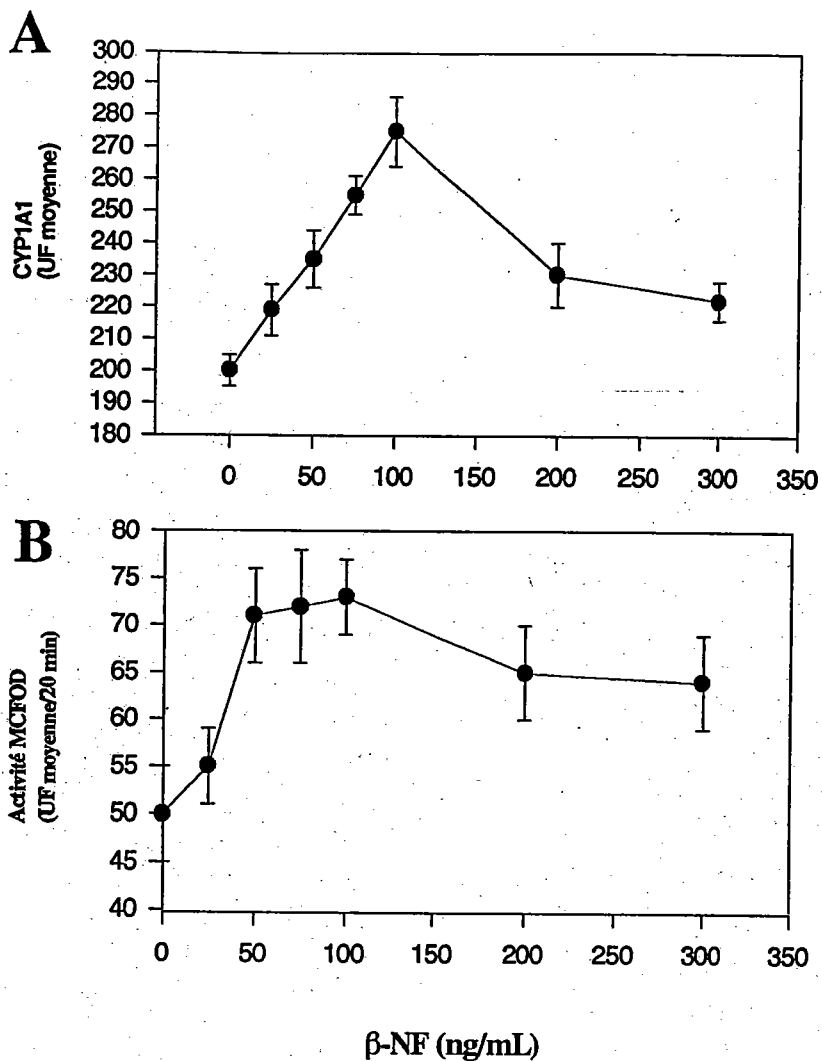 A
300
290
280
270
260
250
240
230
220
210
200
190
180
CYP1A1
(UF moyenne)
0 50 100 150 200 250 300 350
B
80
75
70
65
60
55
50
45
40
Activité MCFOD
(UF moyenne/20 min)
0 50 100 150 200 250 300 350
β-NF (ng/mL)